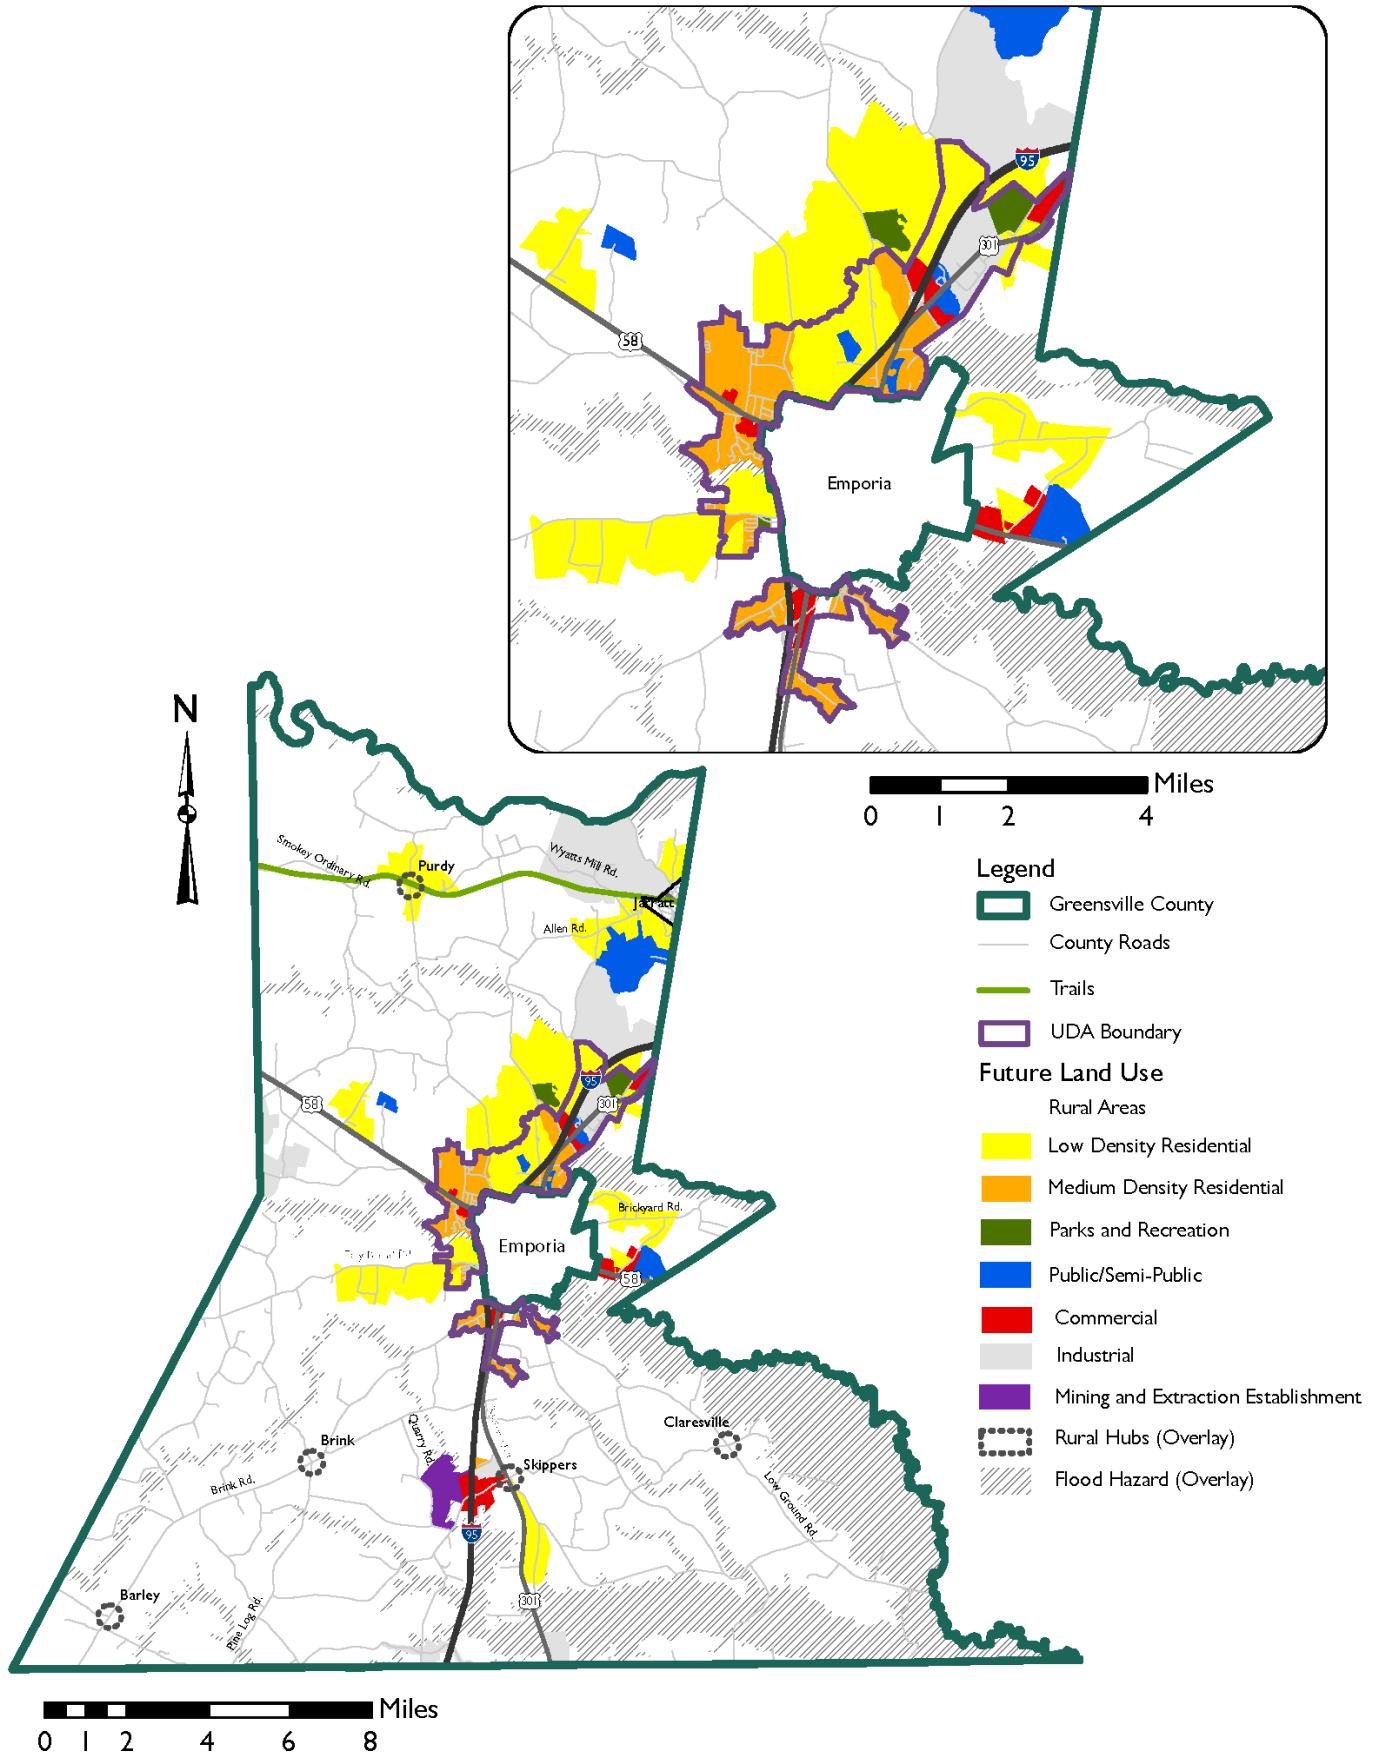 95
301
58
Emporia
N
Miles
0 1 2 4
Smokey Ordinary Rd.
Purdy
Wyatts Mill Rd.
Jarratt
Allen Rd.
95
58
301
Brickyard Rd.
Emporia
58
Quarry Rd.
Claresville
Brink
Skippers
Brink Rd.
Low Ground Rd.
95
Barley
301
Pine Log Rd.
Miles
0 1 2 4 6 8
Legend
Greensville County
County Roads
Trails
UDA Boundary
Future Land Use
Rural Areas
Low Density Residential
Medium Density Residential
Parks and Recreation
Public/Semi-Public
Commercial
Industrial
Mining and Extraction Establishment
Rural Hubs (Overlay)
Flood Hazard (Overlay)